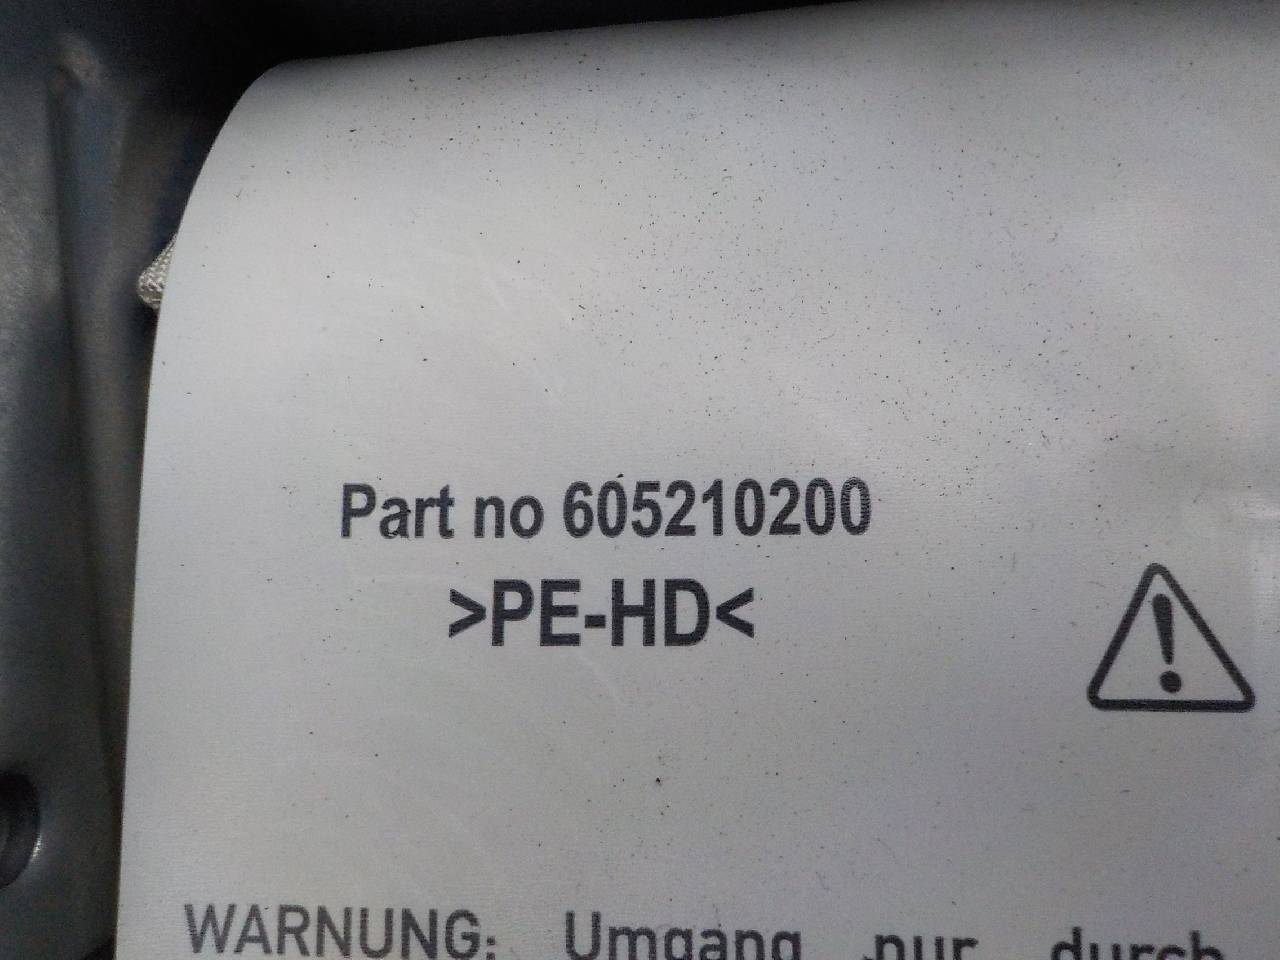 Part no 605210200
>PE-HD<
WARNUNG: Umgang nur durch